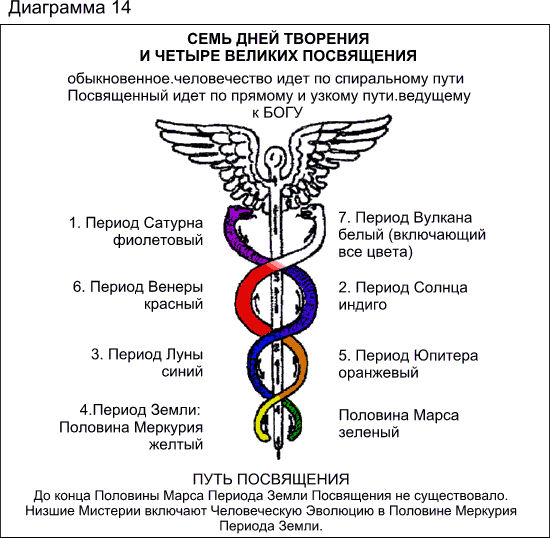 Диаграмма 14
СЕМЬ ДНЕЙ ТВОРЕНИЯ
И ЧЕТЫРЕ ВЕЛИКИХ ПОСВЯЩЕНИЯ
обыкновенное.человечество идет по спиральному пути
Посвященный идет по прямому и узкому пути.ведущему
к БОГУ
1. Период Сатурна
фиолетовый
7. Период Вулкана
белый (включающий
все цвета)
6. Период Венеры
красный
2. Период Солнца
индиго
3. Период Луны
синий
5. Период Юпитера
оранжевый
4.Период Земли:
Половина Меркурия
желтый
Половина Марса
зеленый
ПУТЬ ПОСВЯЩЕНИЯ
До конца Половины Марса Периода Земли Посвящения не существовало.
Низшие Мистерии включают Человеческую Эволюцию в Половине Меркурия
Периода Земли.